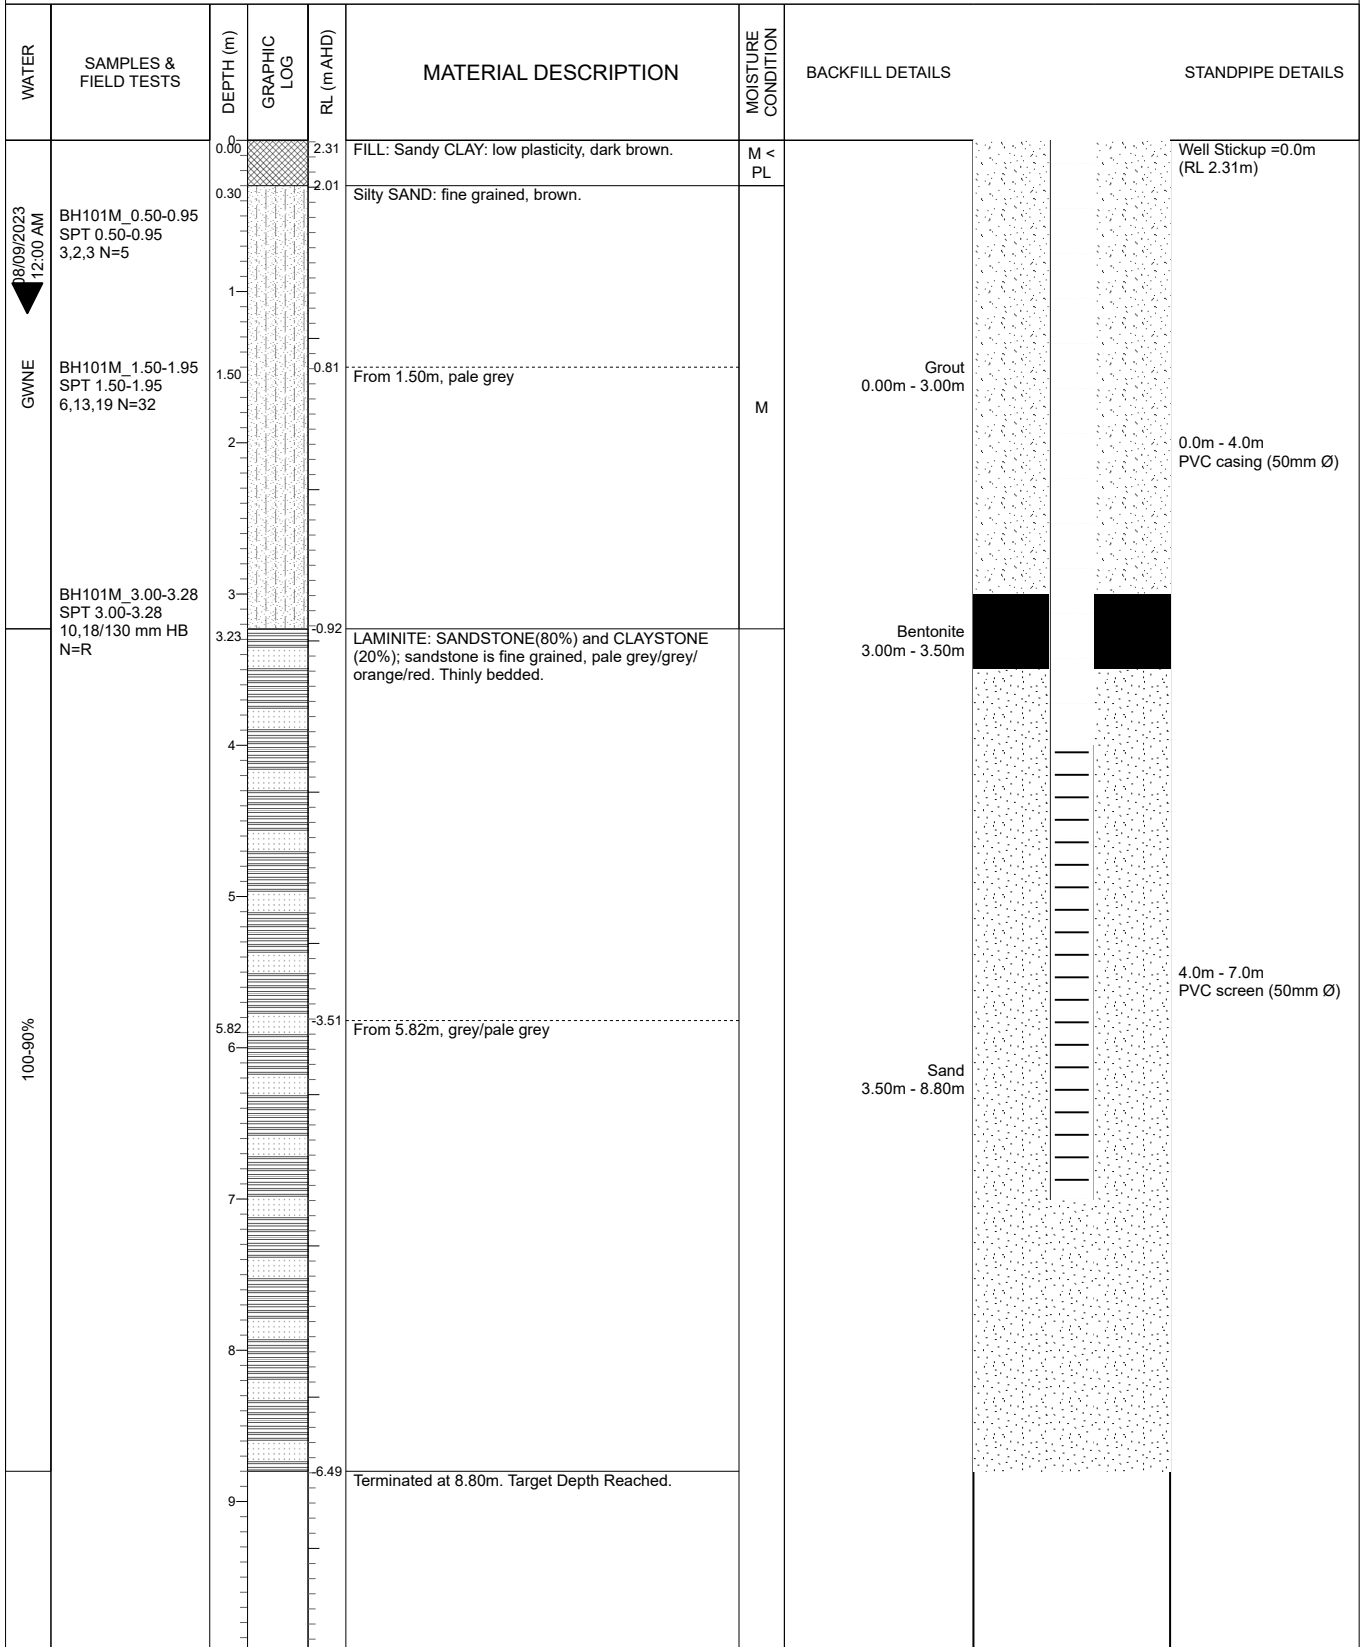 WATER
SAMPLES &
FIELD TESTS
DEPTH (m)
GRAPHIC
LOG
RL (m AHD)
MATERIAL DESCRIPTION
MOISTURE
CONDITION
BACKFILL DETAILS
STANDPIPE DETAILS
0
0.00
2.31
FILL: Sandy CLAY: low plasticity, dark brown.
M <
PL
Well Stickup =0.0m
(RL 2.31m)
0.30
2.01
Silty SAND: fine grained, brown.
08/09/2023
12:00 AM
BH101M_0.50-0.95
SPT 0.50-0.95
3,2,3 N=5
1
GWNE
BH101M_1.50-1.95
SPT 1.50-1.95
6,13,19 N=32
1.50
0.81
From 1.50m, pale grey
M
Grout
0.00m - 3.00m
2
0.0m - 4.0m
PVC casing (50mm Ø)
BH101M_3.00-3.28
SPT 3.00-3.28
10,18/130 mm HB
N=R
3
3.23
-0.92
LAMINITE: SANDSTONE(80%) and CLAYSTONE
(20%); sandstone is fine grained, pale grey/grey/
orange/red. Thinly bedded.
Bentonite
3.00m - 3.50m
4
5
4.0m - 7.0m
PVC screen (50mm Ø)
100-90%
5.82
-3.51
From 5.82m, grey/pale grey
6
Sand
3.50m - 8.80m
7
8
-6.49
Terminated at 8.80m. Target Depth Reached.
9